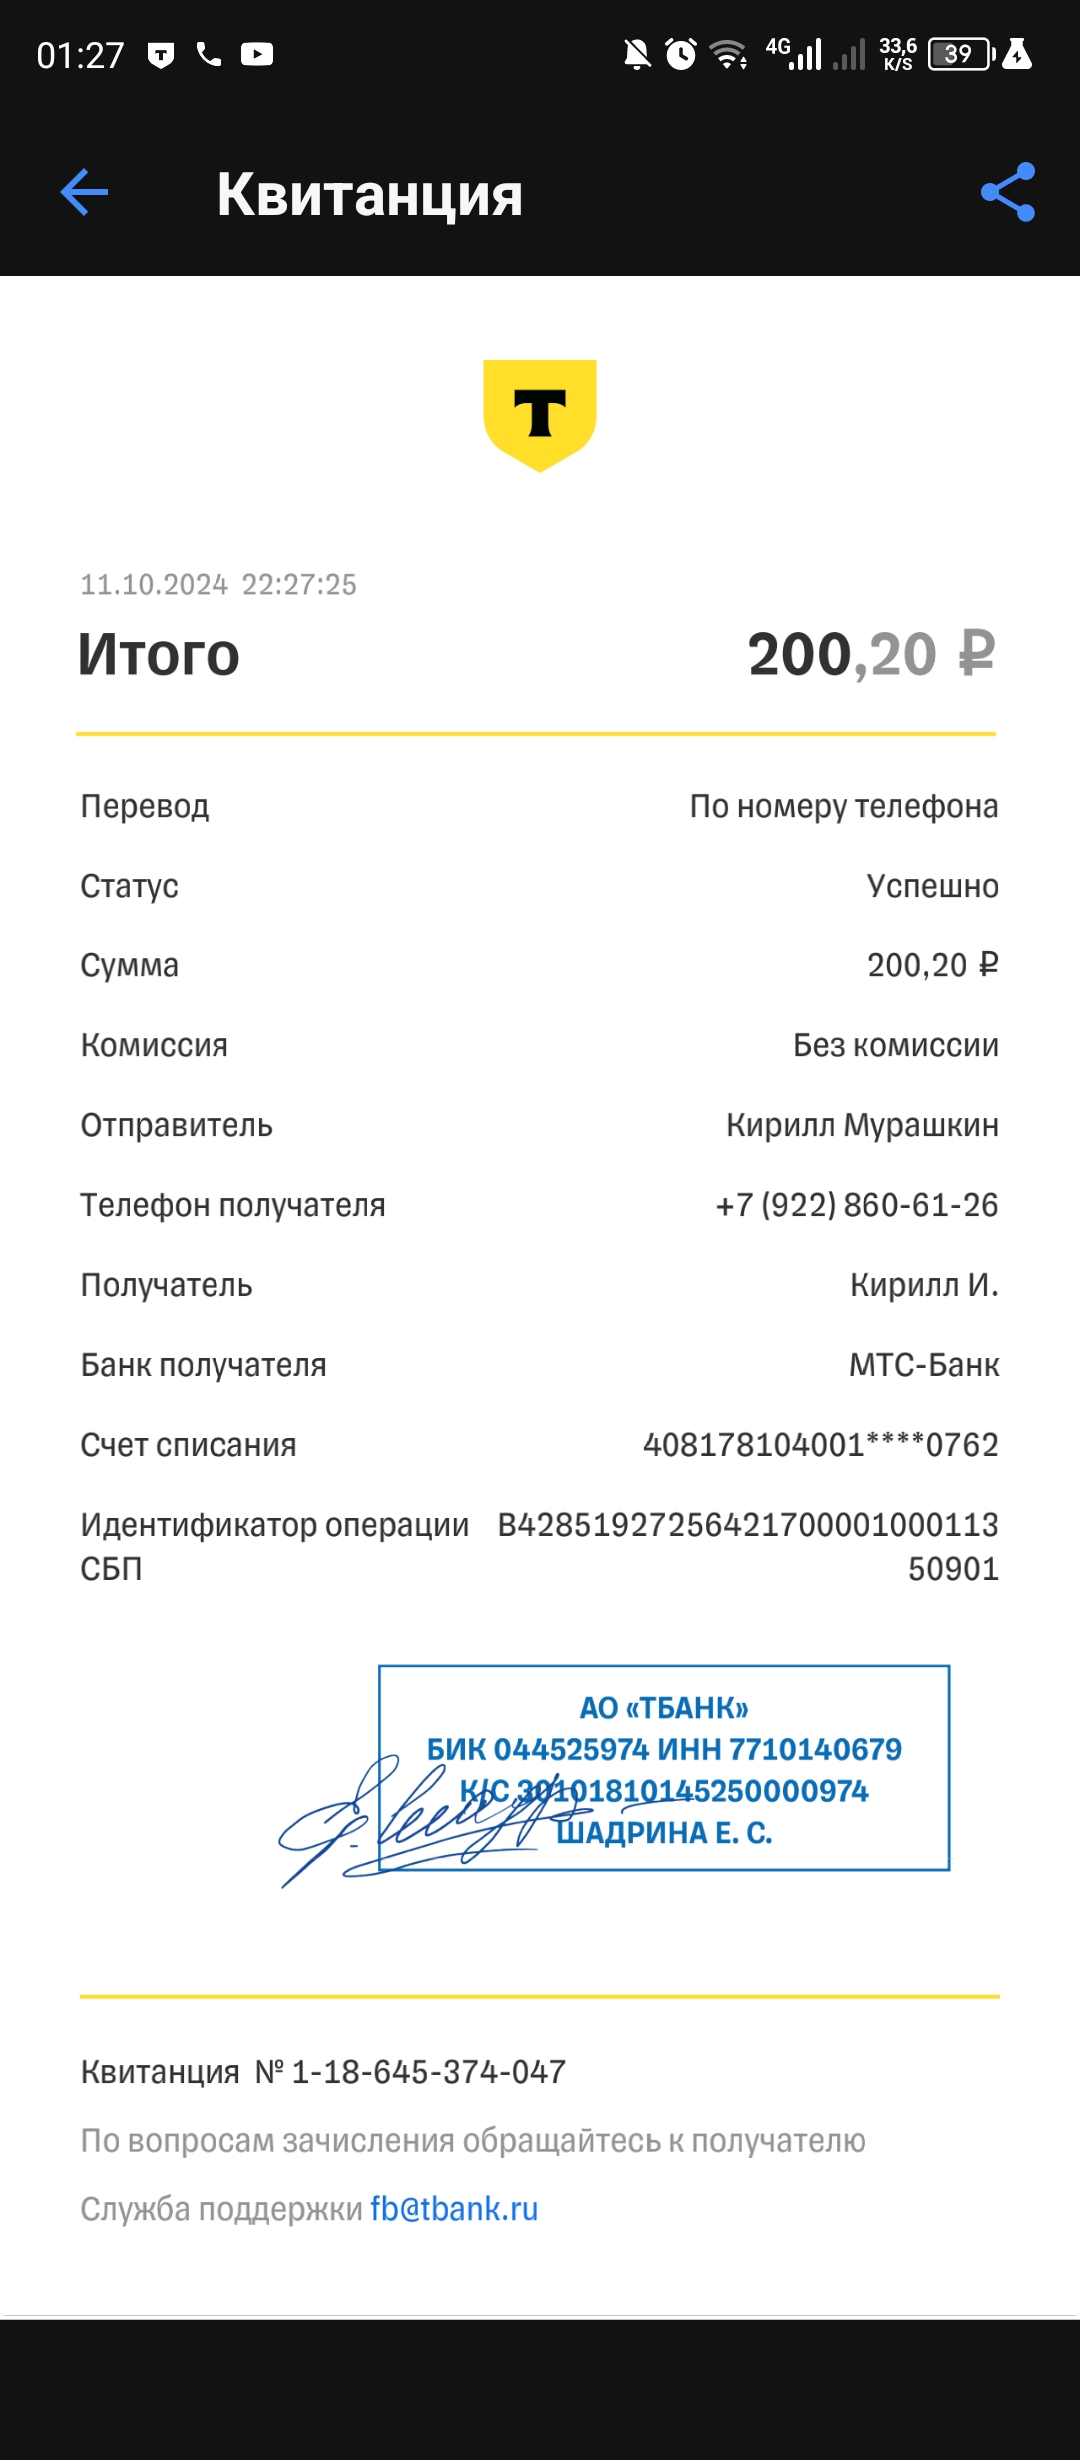 01:27 4G 33,6 K/S 39
Квитанция
Т
11.10.2024 22:27:25
Итого 200,20 ₽
Перевод По номеру телефона
Статус Успешно
Сумма 200,20 ₽
Комиссия Без комиссии
Отправитель Кирилл Мурашкин
Телефон получателя +7 (922) 860-61-26
Получатель Кирилл И.
Банк получателя МТС-Банк
Счет списания 408178104001****0762
Идентификатор операции B42851927256421700001000113
СБП 50901
АО «ТБАНК»
БИК 044525974 ИНН 7710140679
К/С 30101810145250000974
ШАДРИНА Е. С.
Квитанция № 1-18-645-374-047
По вопросам зачисления обращайтесь к получателю
Служба поддержки fb@tbank.ru